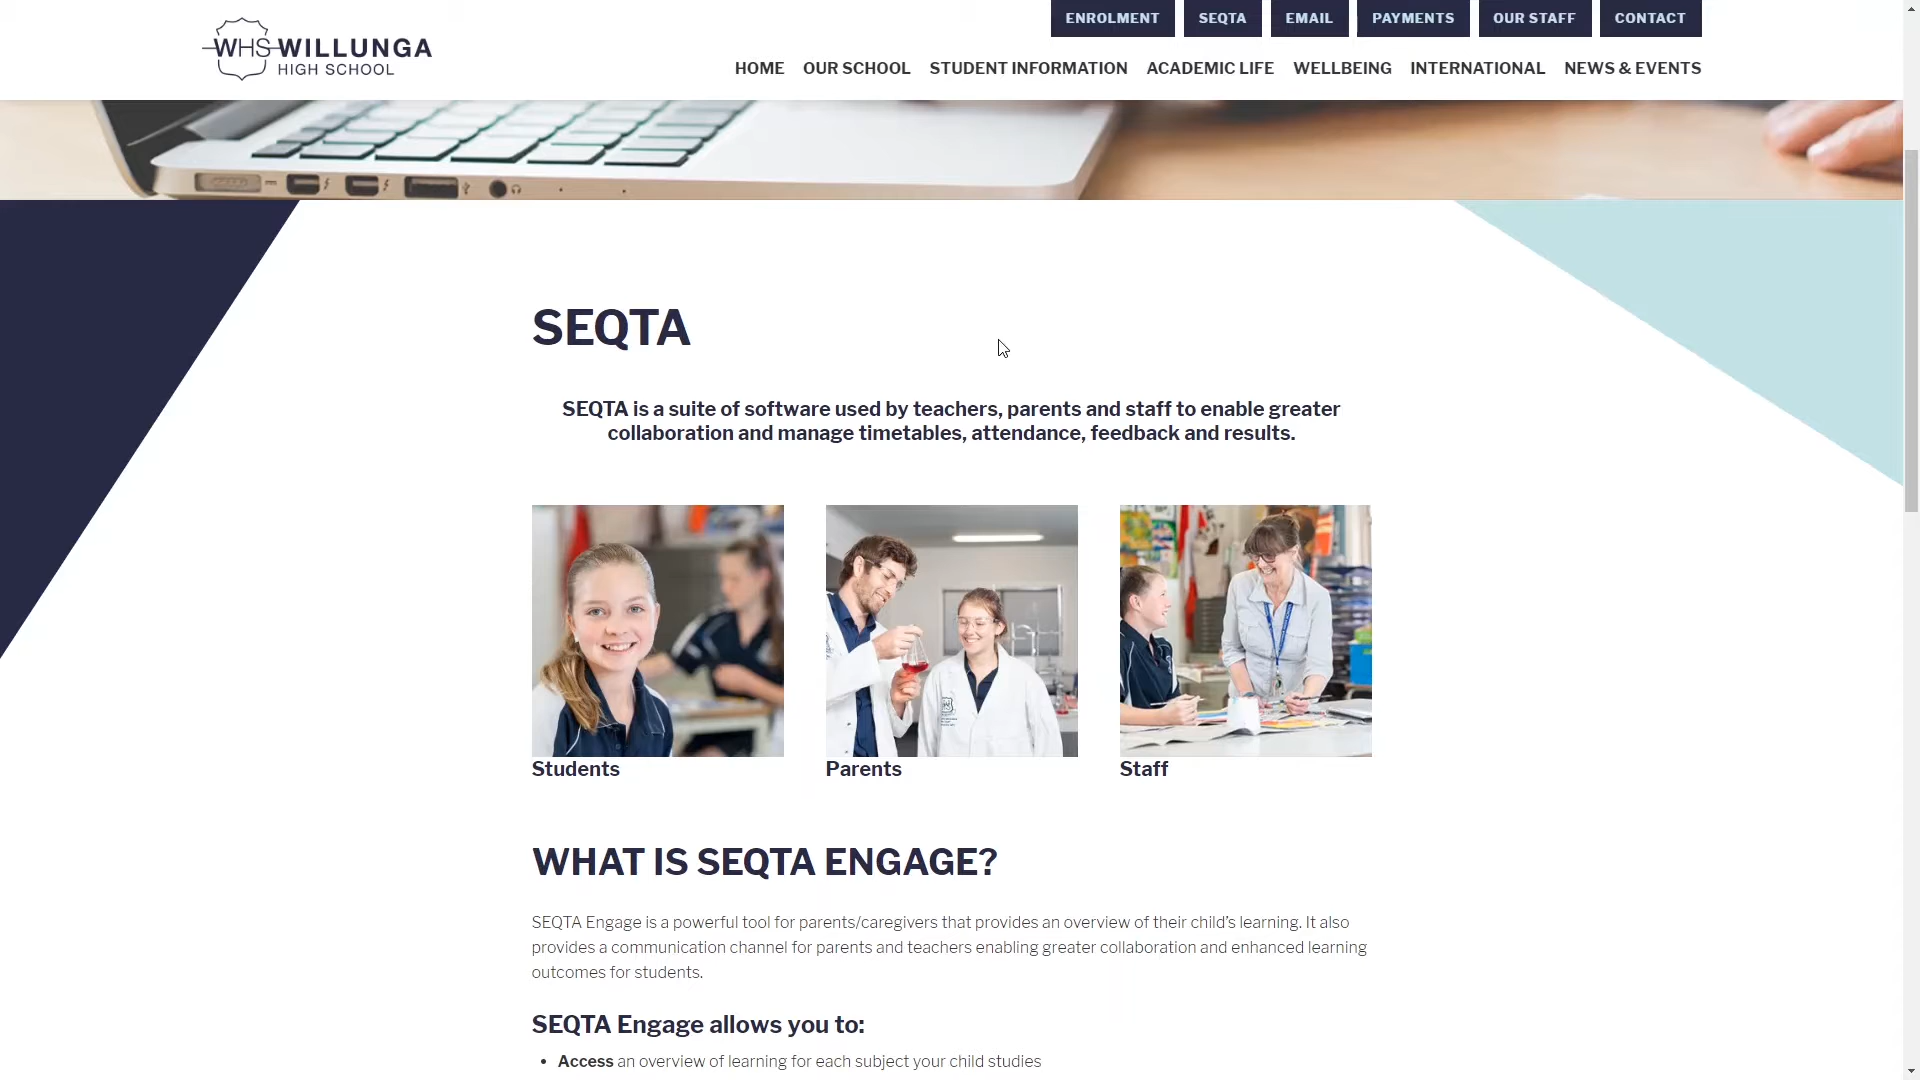 ENROLMENT SEQTA EMAIL PAYMENTS OUR STAFF CONTACT
WHS WILLUNGA
HIGH SCHOOL
HOME OUR SCHOOL STUDENT INFORMATION ACADEMIC LIFE WELLBEING INTERNATIONAL NEWS & EVENTS
SEQTA
SEQTA is a suite of software used by teachers, parents and staff to enable greater
collaboration and manage timetables, attendance, feedback and results.
Students Parents Staff
WHAT IS SEQTA ENGAGE?
SEQTA Engage is a powerful tool for parents/caregivers that provides an overview of their child’s learning. It also
provides a communication channel for parents and teachers enabling greater collaboration and enhanced learning
outcomes for students.
SEQTA Engage allows you to:
• Access an overview of learning for each subject your child studies